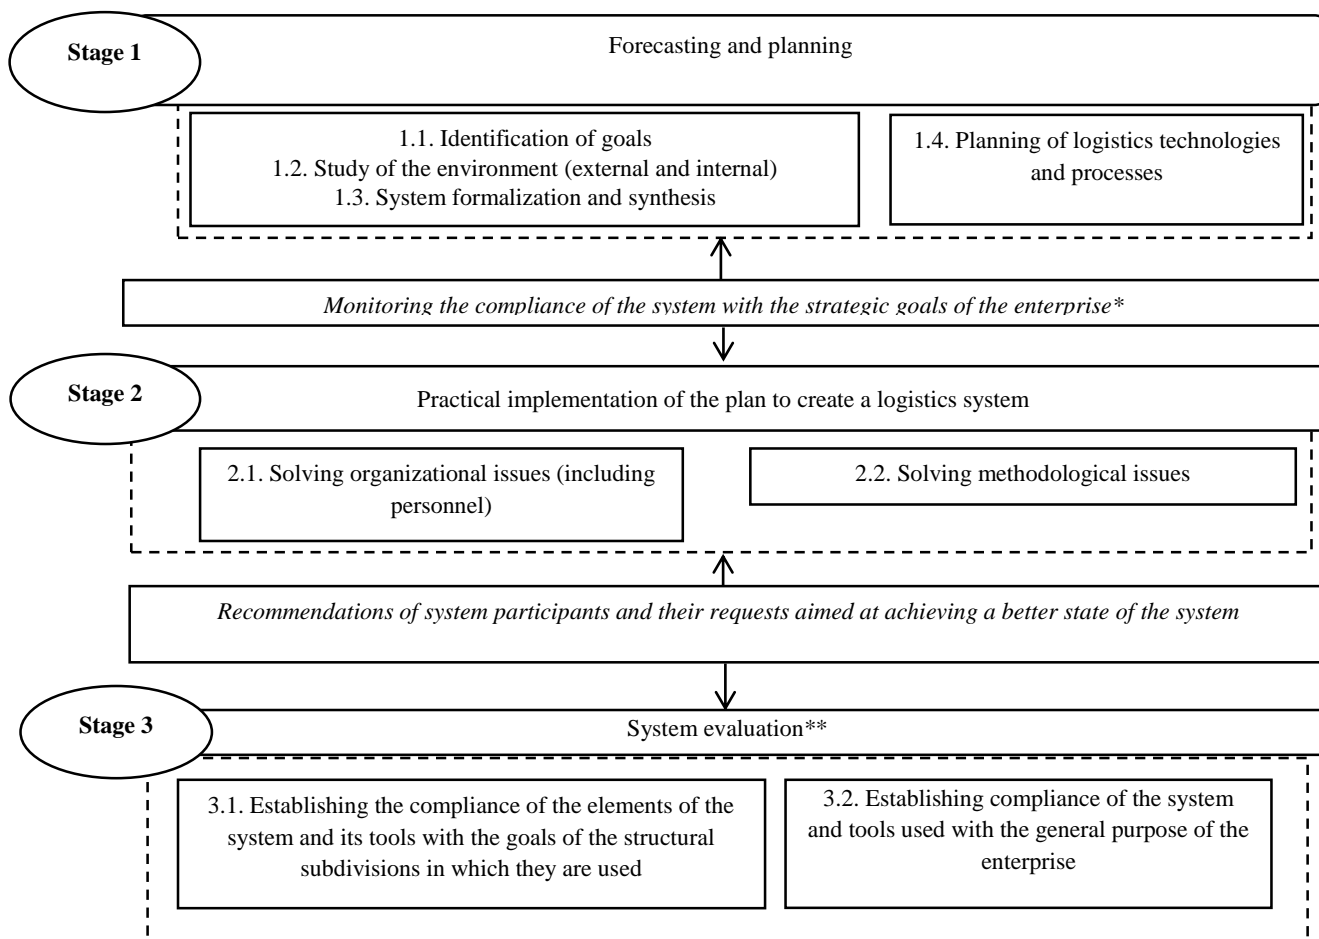 Stage 1
Forecasting and planning
1.1. Identification of goals
1.2. Study of the environment (external and internal)
1.3. System formalization and synthesis
1.4. Planning of logistics technologies
and processes
Monitoring the compliance of the system with the strategic goals of the enterprise*
Stage 2
Practical implementation of the plan to create a logistics system
2.1. Solving organizational issues (including
personnel)
2.2. Solving methodological issues
Recommendations of system participants and their requests aimed at achieving a better state of the system
Stage 3
System evaluation**
3.1. Establishing the compliance of the elements of the
system and its tools with the goals of the structural
subdivisions in which they are used
3.2. Establishing compliance of the system
and tools used with the general purpose of the
enterprise